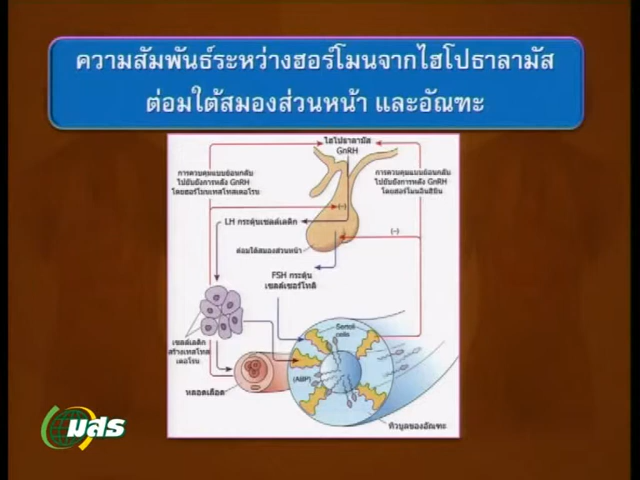 ความสัมพันธ์ระหว่างฮอร์โมนจากไฮโปธาลามัส
ต่อมใต้สมองส่วนหน้า และอัณฑะ
ไฮโปธาลามัส
GnRH
การควบคุมแบบย้อนกลับ
ไปยับยั้งการหลั่ง GnRH
โดยฮอร์โมนเทสโทสเตอโรน
การควบคุมแบบย้อนกลับ
ไปยับยั้งการหลั่ง GnRH
โดยฮอร์โมนอินฮิบิน
(–)
LH กระตุ้นเซลล์เลดิก
(–)
ต่อมใต้สมองส่วนหน้า
FSH กระตุ้น
เซลล์เซอร์โทลิ
Sertoli
cells
เซลล์เลดิก
สร้างเทสโทส
เตอโรน
(ABP)
หลอดเลือด
ทิวบูลของอัณฑะ
มสธ